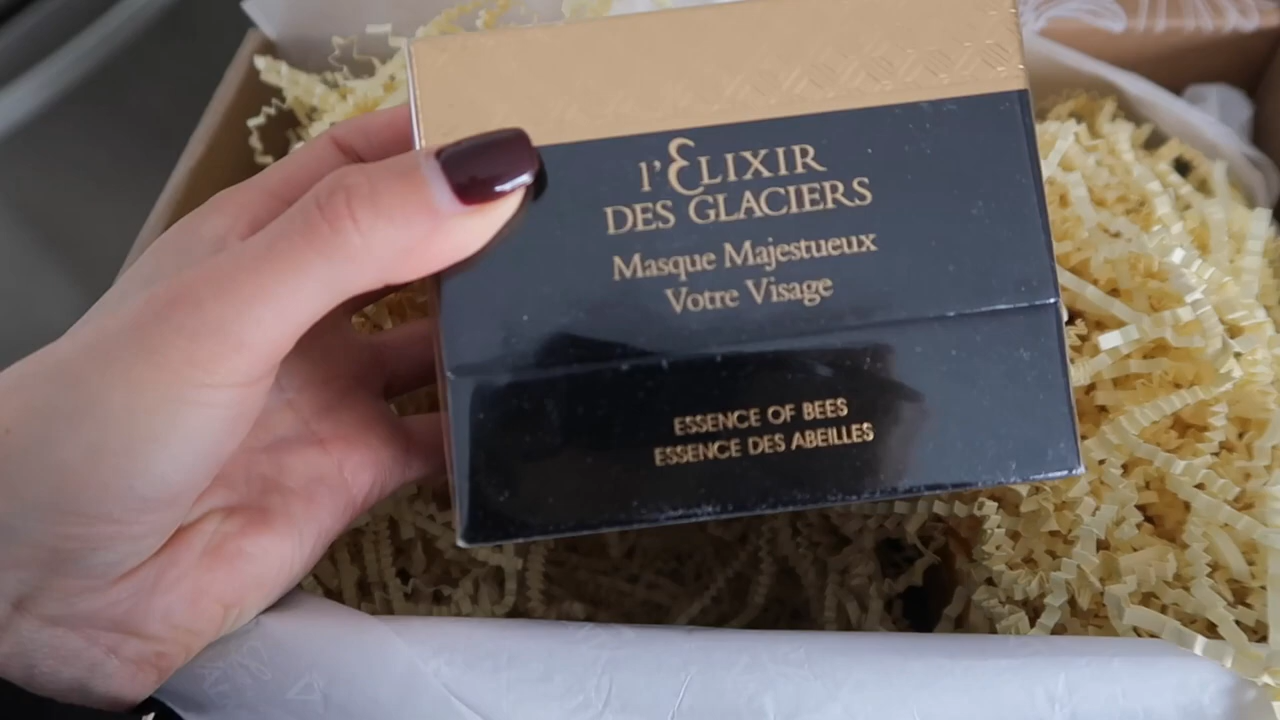 l'ELIXIR
DES GLACIERS
Masque Majestueux
Votre Visage
ESSENCE OF BEES
ESSENCE DES ABEILLES